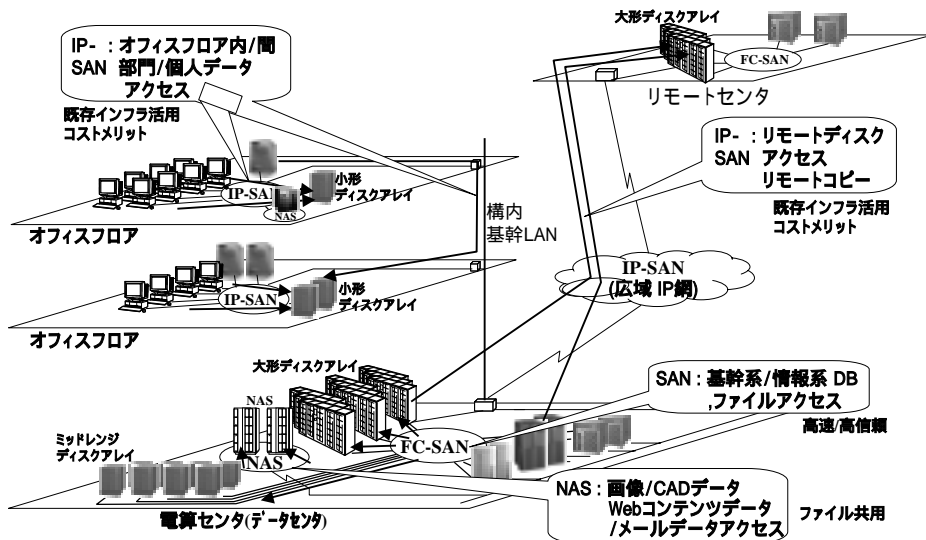 IP- : オフィスフロア内/間
SAN 部門/個人データ
アクセス
既存インフラ活用
コストメリット
IP-SAN
NAS
小形
ディスクアレイ
オフィスフロア
構内
基幹LAN
IP-SAN
小形
ディスクアレイ
オフィスフロア
大形ディスクアレイ
FC-SAN
リモートセンタ
IP- : リモートディスク
SAN アクセス
リモートコピー
既存インフラ活用
コストメリット
IP-SAN
(広域 IP網)
大形ディスクアレイ
NAS
NAS
FC-SAN
ミッドレンジ
ディスクアレイ
電算センタ(データセンタ)
SAN : 基幹系/情報系 DB
,ファイルアクセス
高速/高信頼
NAS : 画像/CADデータ
Webコンテンツデータ
/メールデータアクセス
ファイル共用